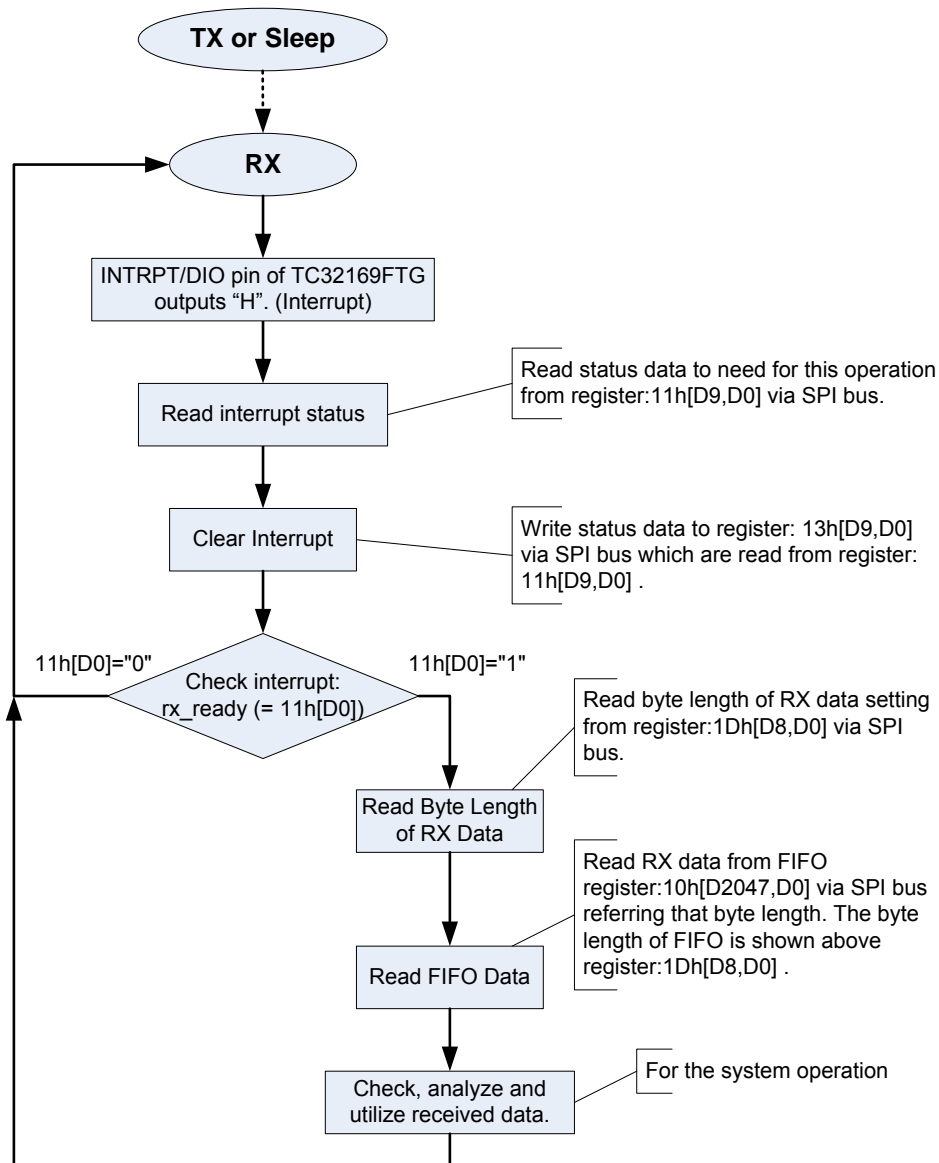 TX or Sleep
RX
INTRPT/DIO pin of TC32169FTG
outputs “H”. (Interrupt)
Read interrupt status
Read status data to need for this operation
from register:11h[D9,D0] via SPI bus.
Clear Interrupt
Write status data to register: 13h[D9,D0]
via SPI bus which are read from register:
11h[D9,D0] .
11h[D0]="0"
11h[D0]="1"
Check interrupt:
rx_ready (= 11h[D0])
Read byte length of RX data setting
from register:1Dh[D8,D0] via SPI
bus.
Read Byte Length
of RX Data
Read RX data from FIFO
register:10h[D2047,D0] via SPI bus
referring that byte length. The byte
length of FIFO is shown above
register:1Dh[D8,D0] .
Read FIFO Data
For the system operation
Check, analyze and
utilize received data.